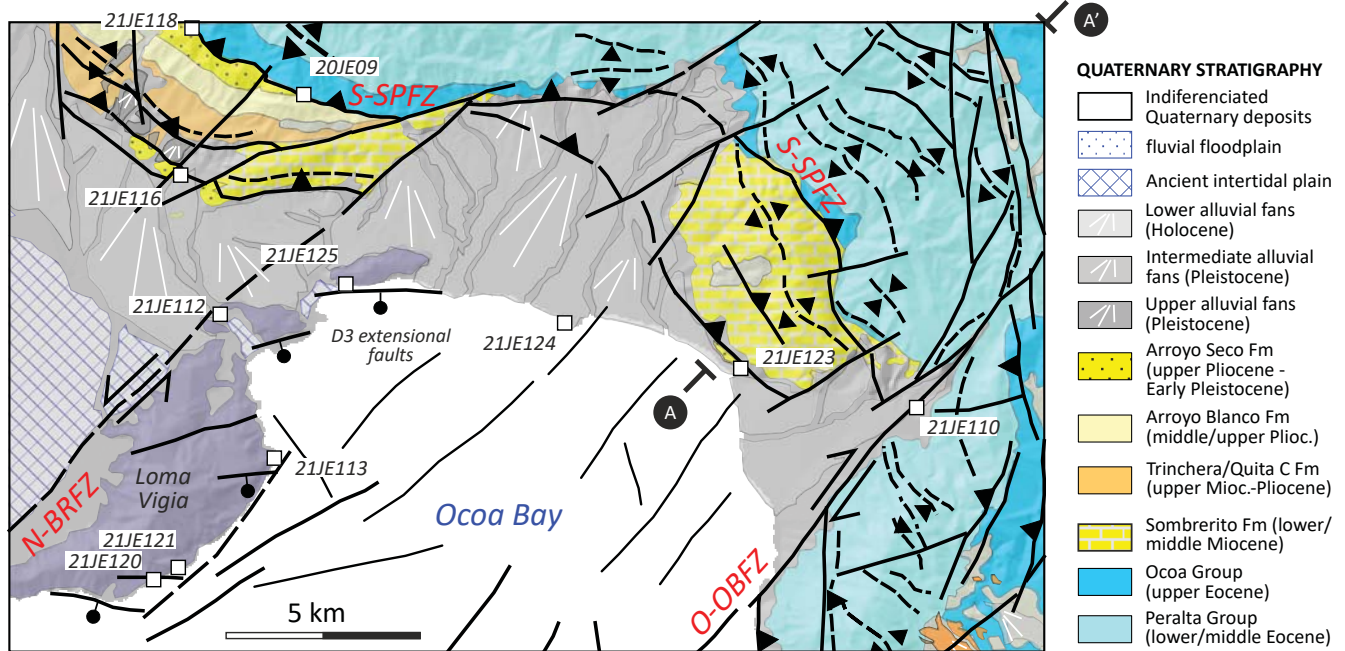 21JE118
A'
20JE09
S-SPFZ
S-SPFZ
21JE116
21JE125
21JE112
D3 extensional
faults
21JE124
21JE123
A
21JE110
21JE113
Loma
Vigia
N-BRFZ
Ocoa Bay
21JE121
21JE120
O-OBFZ
5 km
QUATERNARY STRATIGRAPHY
Indiferenciated
Quaternary deposits
fluvial floodplain
Ancient intertidal plain
Lower alluvial fans
(Holocene)
Intermediate alluvial
fans (Pleistocene)
Upper alluvial fans
(Pleistocene)
Arroyo Seco Fm
(upper Pliocene -
Early Pleistocene)
Arroyo Blanco Fm
(middle/upper Plioc.)
Trinchera/Quita C Fm
(upper Mioc.-Pliocene)
Sombrerito Fm (lower/
middle Miocene)
Ocoa Group
(upper Eocene)
Peralta Group
(lower/middle Eocene)